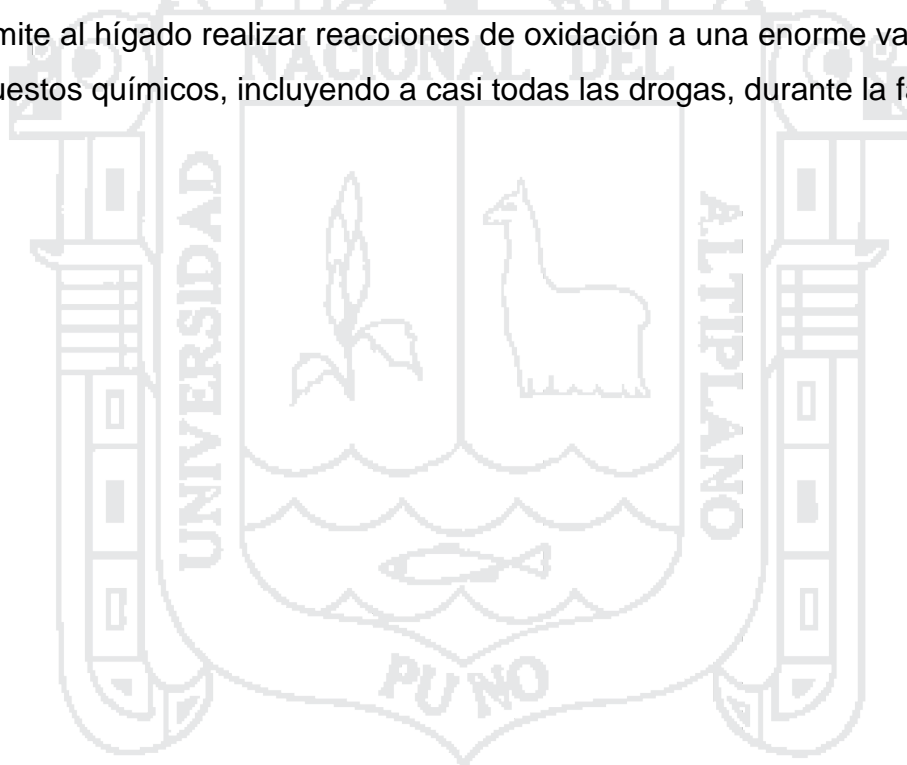 mite al hígado realizar reacciones de oxidación a una enorme va
uestos químicos, incluyendo a casi todas las drogas, durante la f
NACIONAL DEL
UNIVERSIDAD
ALTIPLANO
PUNO